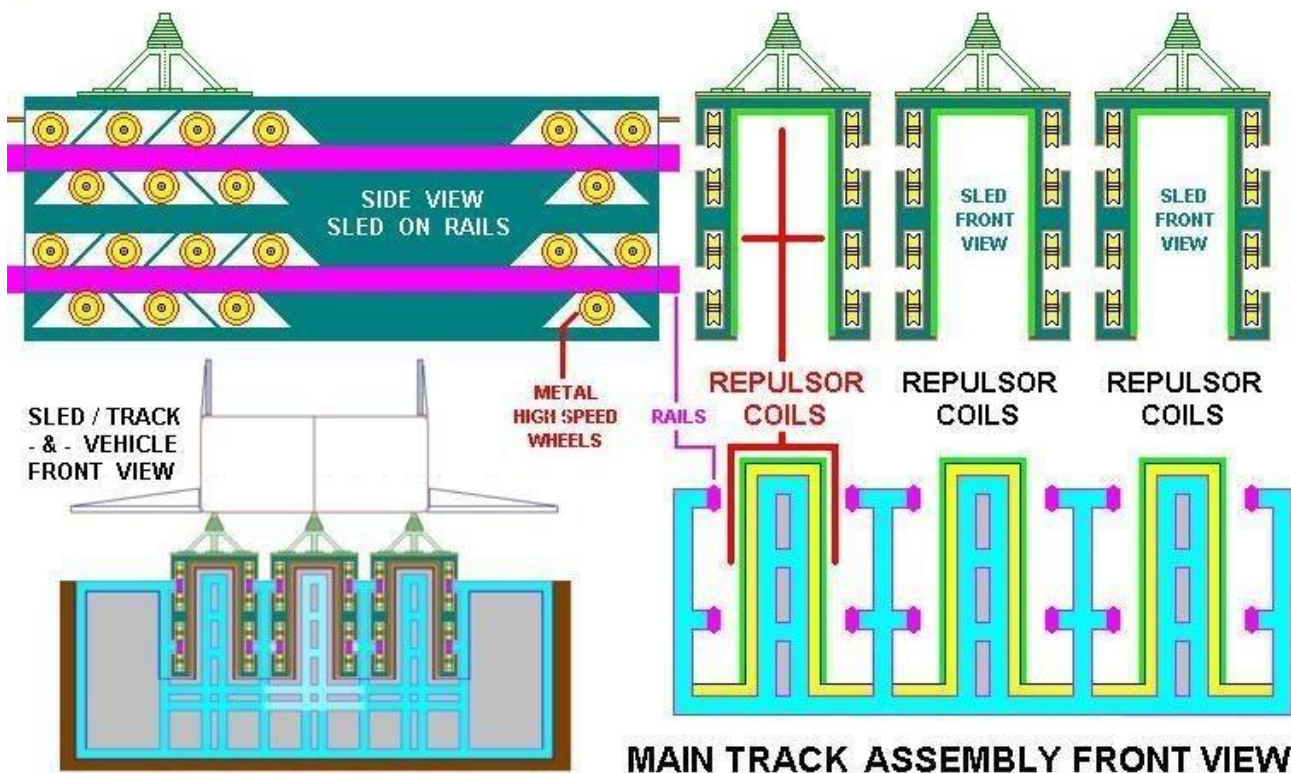 SIDE VIEW
SLED ON RAILS
SLED
FRONT
VIEW
SLED
FRONT
VIEW
METAL
HIGH SPEED
WHEELS
RAILS
REPULSOR
COILS
REPULSOR
COILS
REPULSOR
COILS
SLED / TRACK
- & - VEHICLE
FRONT VIEW
MAIN TRACK ASSEMBLY FRONT VIEW